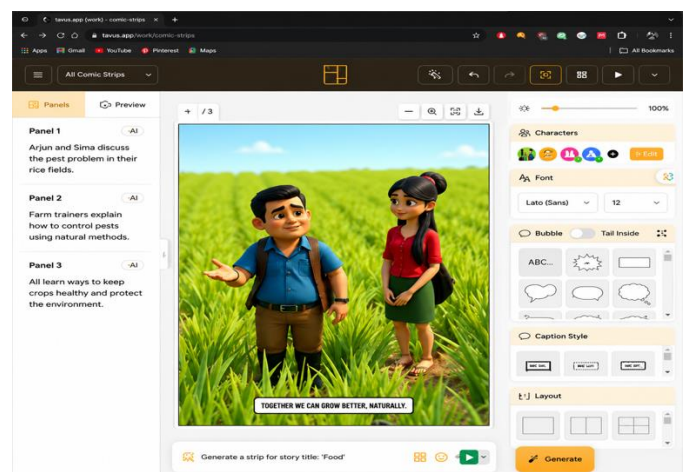 tavus.app (work) - comic-strips
tavus.app/work/comic-strips
Apps Gmail YouTube Pinterest Maps All Bookmarks
All Comic Strips
Panels Preview
+ / 3
100%
Panel 1 AI
Arjun and Sima discuss
the pest problem in their
rice fields.
Panel 2 AI
Farm trainers explain
how to control pests
using natural methods.
Panel 3 AI
All learn ways to keep
crops healthy and protect
the environment.
TOGETHER WE CAN GROW BETTER, NATURALLY.
Generate a strip for story title: 'Food'
Characters
Edit
Font
Lato (Sans) 12
Bubble Tail Inside
ABC...
Caption Style
Layout
Generate